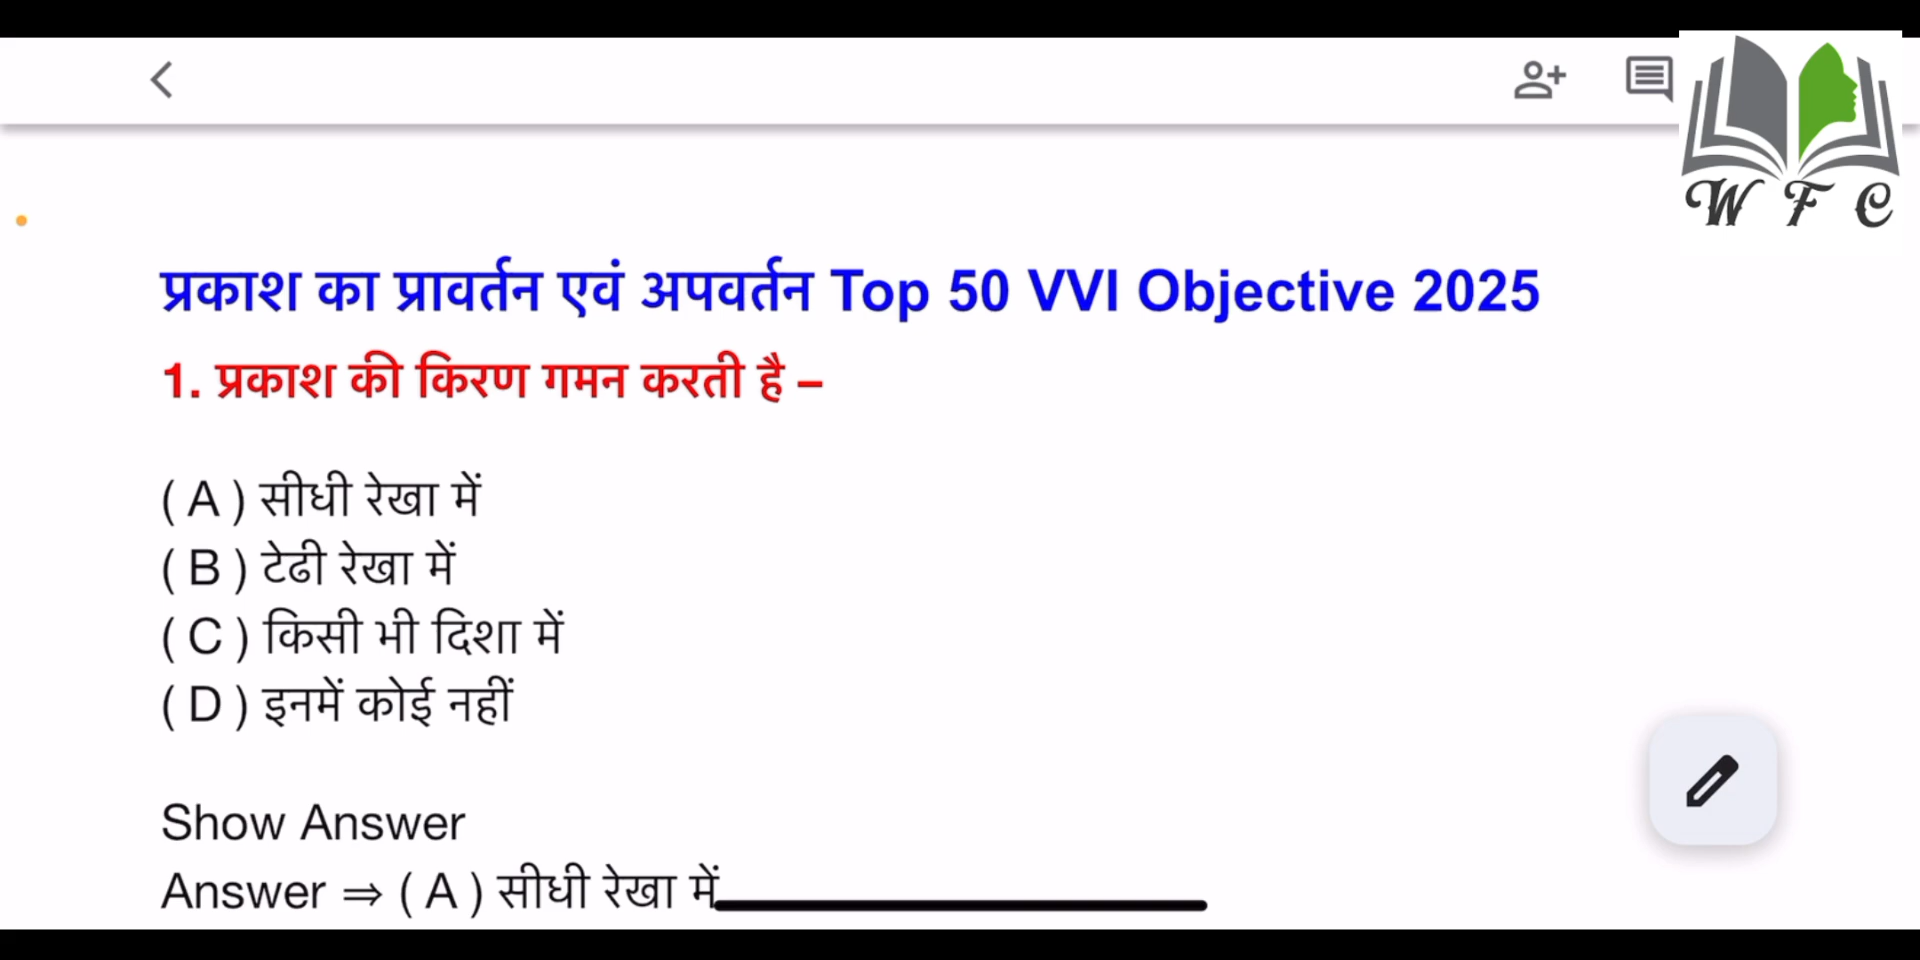 W F C
प्रकाश का प्रावर्तन एवं अपवर्तन Top 50 VVI Objective 2025
1. प्रकाश की किरण गमन करती है –
( A ) सीधी रेखा में
( B ) टेढी रेखा में
( C ) किसी भी दिशा में
( D ) इनमें कोई नहीं
Show Answer
Answer ⇒ ( A ) सीधी रेखा में